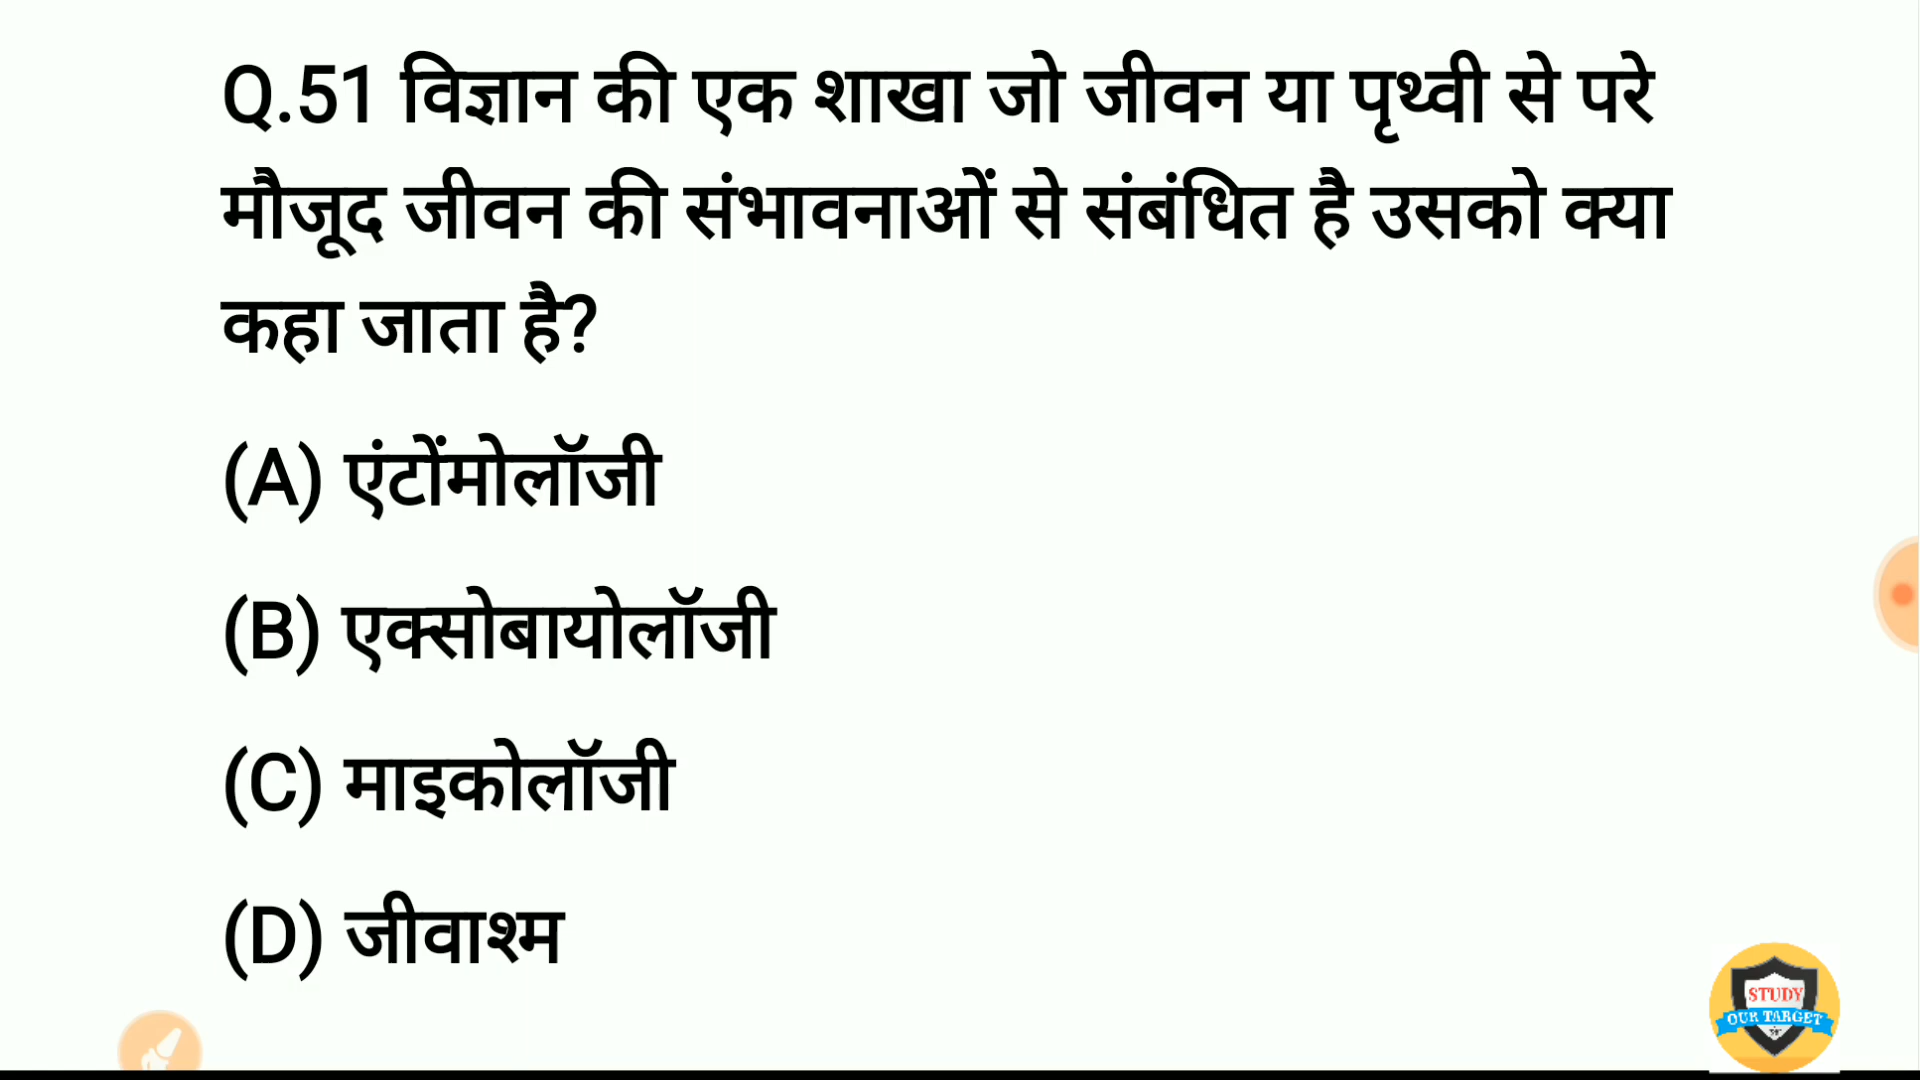 Q.51 विज्ञान की एक शाखा जो जीवन या पृथ्वी से परे
मौजूद जीवन की संभावनाओं से संबंधित है उसको क्या
कहा जाता है?
(A) एंटोंमोलॉजी
(B) एक्सोबायोलॉजी
(C) माइकोलॉजी
(D) जीवाश्म
STUDY
OUR TARGET